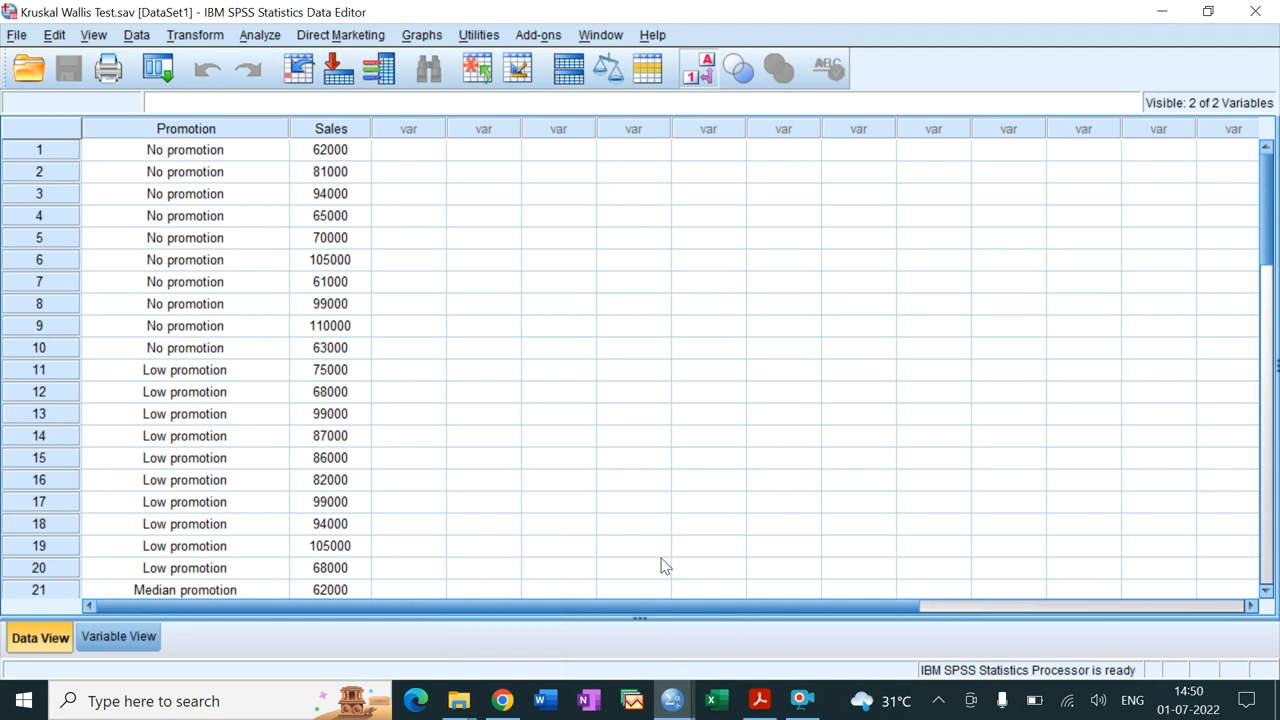 Kruskal Wallis Test.sav [DataSet1] - IBM SPSS Statistics Data Editor
File Edit View Data Transform Analyze Direct Marketing Graphs Utilities Add-ons Window Help
A
1
ABC
Visible: 2 of 2 Variables
Promotion Sales var var var var var var var var var var var var
1 No promotion 62000
2 No promotion 81000
3 No promotion 94000
4 No promotion 65000
5 No promotion 70000
6 No promotion 105000
7 No promotion 61000
8 No promotion 99000
9 No promotion 110000
10 No promotion 63000
11 Low promotion 75000
12 Low promotion 68000
13 Low promotion 99000
14 Low promotion 87000
15 Low promotion 86000
16 Low promotion 82000
17 Low promotion 99000
18 Low promotion 94000
19 Low promotion 105000
20 Low promotion 68000
21 Median promotion 62000
Data View Variable View
IBM SPSS Statistics Processor is ready
Type here to search
31°C
ENG
14:50
01-07-2022